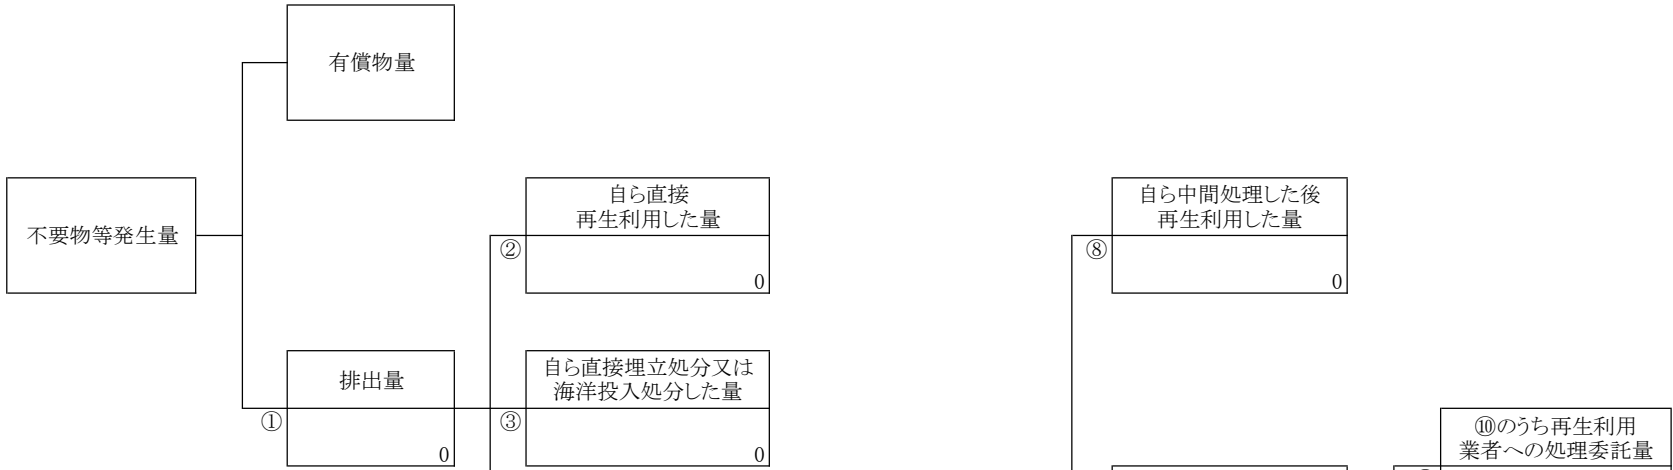 有償物量
不要物等発生量
自ら直接
再生利用した量
②
0
自ら中間処理した後
再生利用した量
⑧
0
排出量
①
0
自ら直接埋立処分又は
海洋投入処分した量
③
0
⑩のうち再生利用
業者への処理委託量